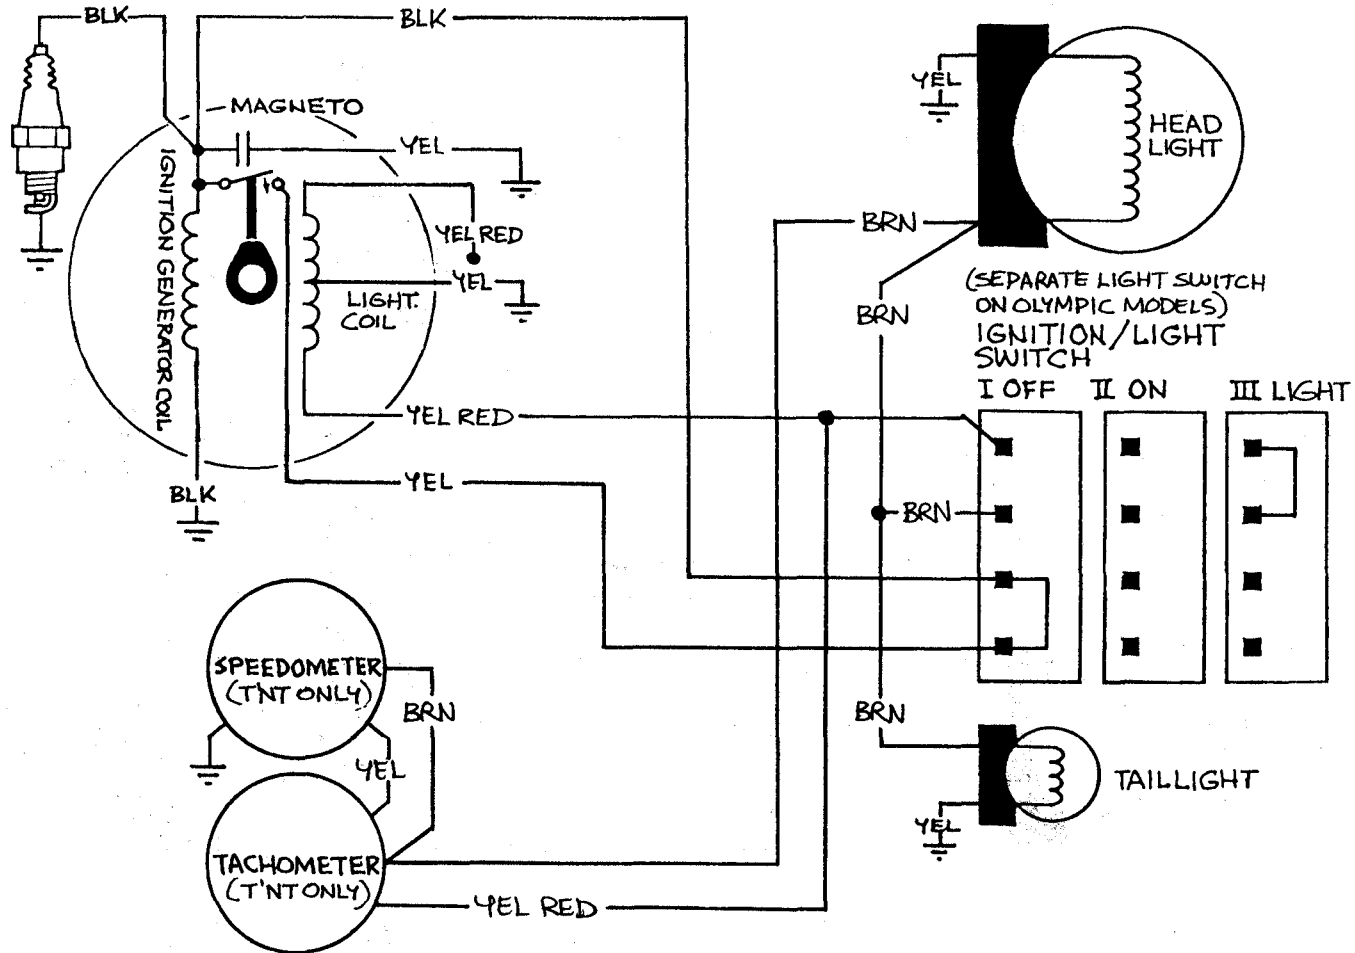 BLK
BLK
MAGNETO
YEL
YEL
HEAD
LIGHT
IGNITION GENERATOR COIL
YEL RED
BRN
YEL
LIGHT.
COIL
(SEPARATE LIGHT SWITCH
ON OLYMPIC MODELS)
IGNITION/LIGHT
SWITCH
BRN
I OFF
II ON
III LIGHT
YEL RED
YEL
BLK
BRN
SPEEDOMETER
(T'NT ONLY)
BRN
BRN
YEL
TAILLIGHT
YEL
TACHOMETER
(T'NT ONLY)
YEL RED